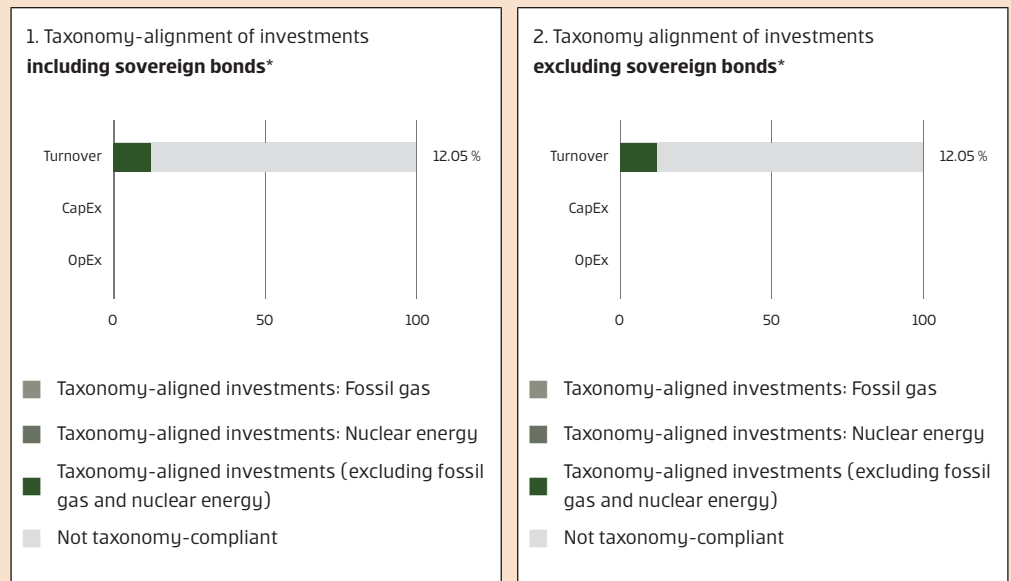 1. Taxonomy-alignment of investments
including sovereign bonds*
Turnover
12.05 %
CapEx
OpEx
0 50 100
Taxonomy-aligned investments: Fossil gas
Taxonomy-aligned investments: Nuclear energy
Taxonomy-aligned investments (excluding fossil
gas and nuclear energy)
Not taxonomy-compliant
2. Taxonomy alignment of investments
excluding sovereign bonds*
Turnover
12.05 %
CapEx
OpEx
0 50 100
Taxonomy-aligned investments: Fossil gas
Taxonomy-aligned investments: Nuclear energy
Taxonomy-aligned investments (excluding fossil
gas and nuclear energy)
Not taxonomy-compliant